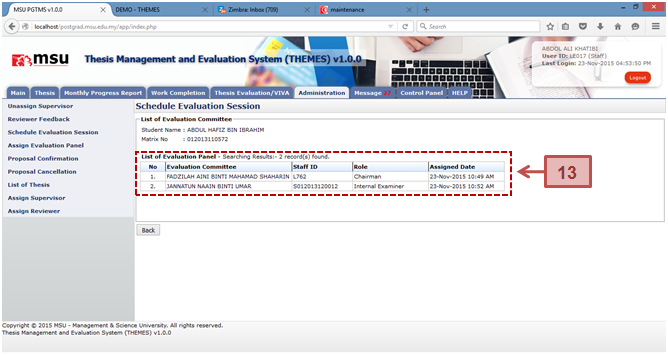 MSU PGTMS v1.0.0
DEMO - THEMES
Zimbra: Inbox (709)
maintenance
localhost/postgrad.msu.edu.my/app/index.php
Search
msu
Thesis Management and Evaluation System (THEMES) v1.0.0
ABDOL ALI KHATIBI
User ID: LE017 (Staff)
Last Login: 23-Nov-2015 04:53:50 PM
Logout
Main Thesis Monthly Progress Report Work Completion Thesis Evaluation/VIVA Administration Message Control Panel HELP
Unassign Supervisor
Reviewer Feedback
Schedule Evaluation Session
Assign Evaluation Panel
Proposal Confirmation
Proposal Cancellation
List of Thesis
Assign Supervisor
Assign Reviewer
Schedule Evaluation Session
List of Evaluation Committee
Student Name : ABDUL HAFIZ BIN IBRAHIM
Matrix No : 012013110572
List of Evaluation Panel - Searching Results:- 2 record(s) found.
No Evaluation Committee Staff ID Role Assigned Date
1. FADZILAH AINI BINTI MAHAMAD SHAHARIN L762 Chairman 23-Nov-2015 10:49 AM
2. JANNATUN NAAIN BINTI UMAR S012013120012 Internal Examiner 23-Nov-2015 10:52 AM
13
Back
Copyright © 2015 MSU - Management & Science University. All rights reserved.
Thesis Management and Evaluation System (THEMES) v1.0.0